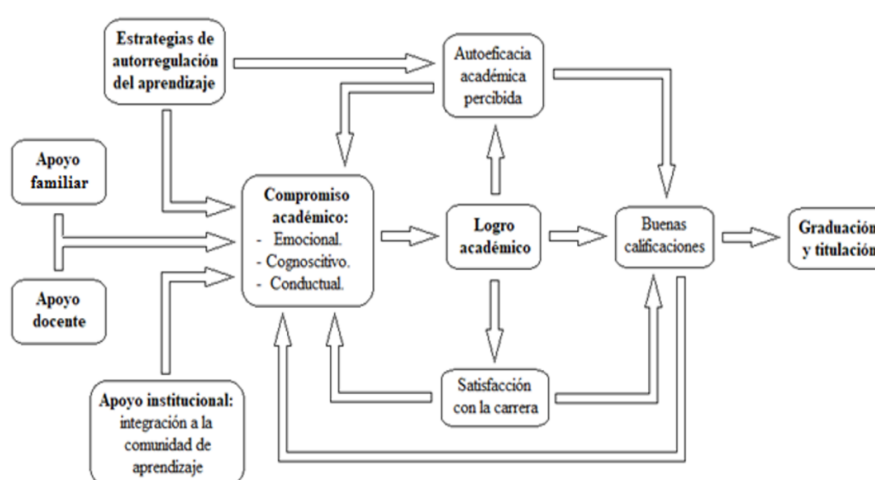 Estrategias de
autorregulación
del aprendizaje
Autoeficacia
académica
percibida
Apoyo
familiar
Compromiso
académico:
- Emocional.
- Cognoscitivo.
- Conductual.
Logro
académico
Buenas
calificaciones
Graduación
y titulación
Apoyo
docente
Apoyo institucional:
integración a la
comunidad de
aprendizaje
Satisfacción
con la carrera